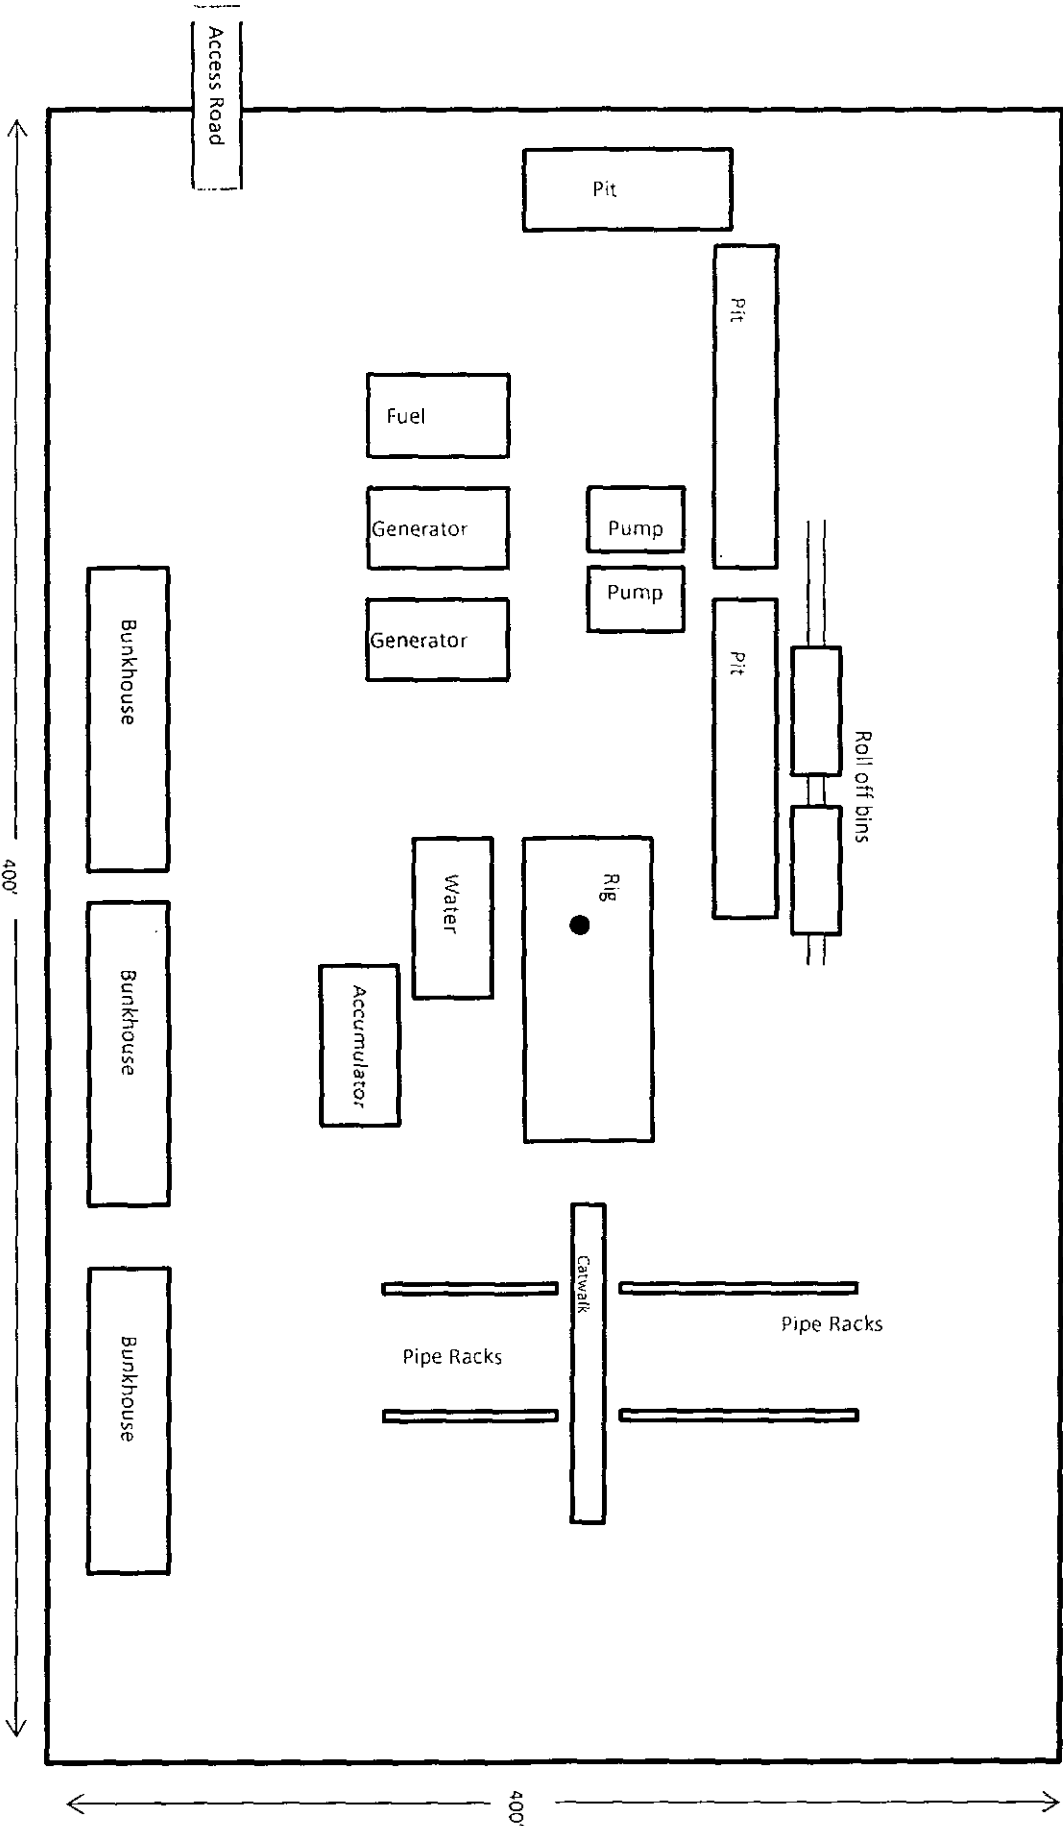 Access Road
Pit
Pit
Fuel
Generator
Pump
Pump
Generator
Pit
Bunkhouse
Roll off bins
400'
Water
Rig
Bunkhouse
Accumulator
Catwalk
Pipe Racks
Pipe Racks
Bunkhouse
400'